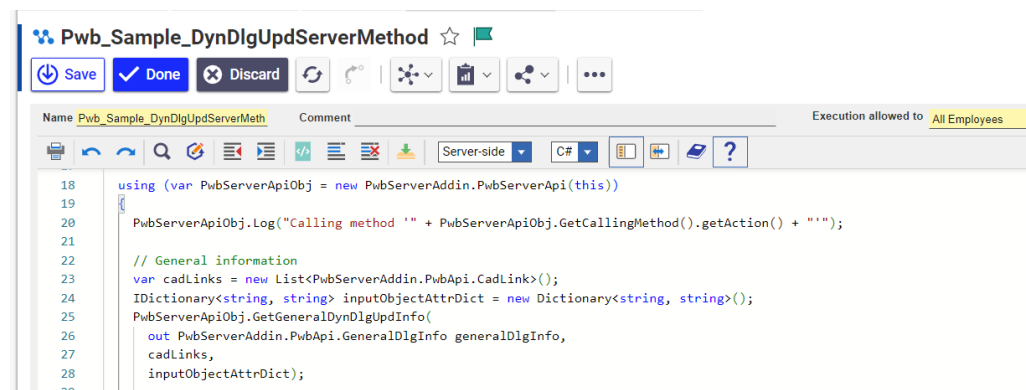 Pwb_Sample_DynDlgUpdServerMethod
Save Done Discard
Name Pwb_Sample_DynDlgUpdServerMeth Comment Execution allowed to All Employees
Server-side C# ?
18 using (var PwbServerApiObj = new PwbServerAddin.PwbServerApi(this))
19 {
20 PwbServerApiObj.Log("Calling method '" + PwbServerApiObj.GetCallingMethod().getAction() + "'");
21
22 // General information
23 var cadLinks = new List<PwbServerAddin.PwbApi.CadLink>();
24 IDictionary<string, string> inputObjectAttrDict = new Dictionary<string, string>();
25 PwbServerApiObj.GetGeneralDynDlgUpdInfo(
26 out PwbServerAddin.PwbApi.GeneralDlgInfo generalDlgInfo,
27 cadLinks,
28 inputObjectAttrDict);